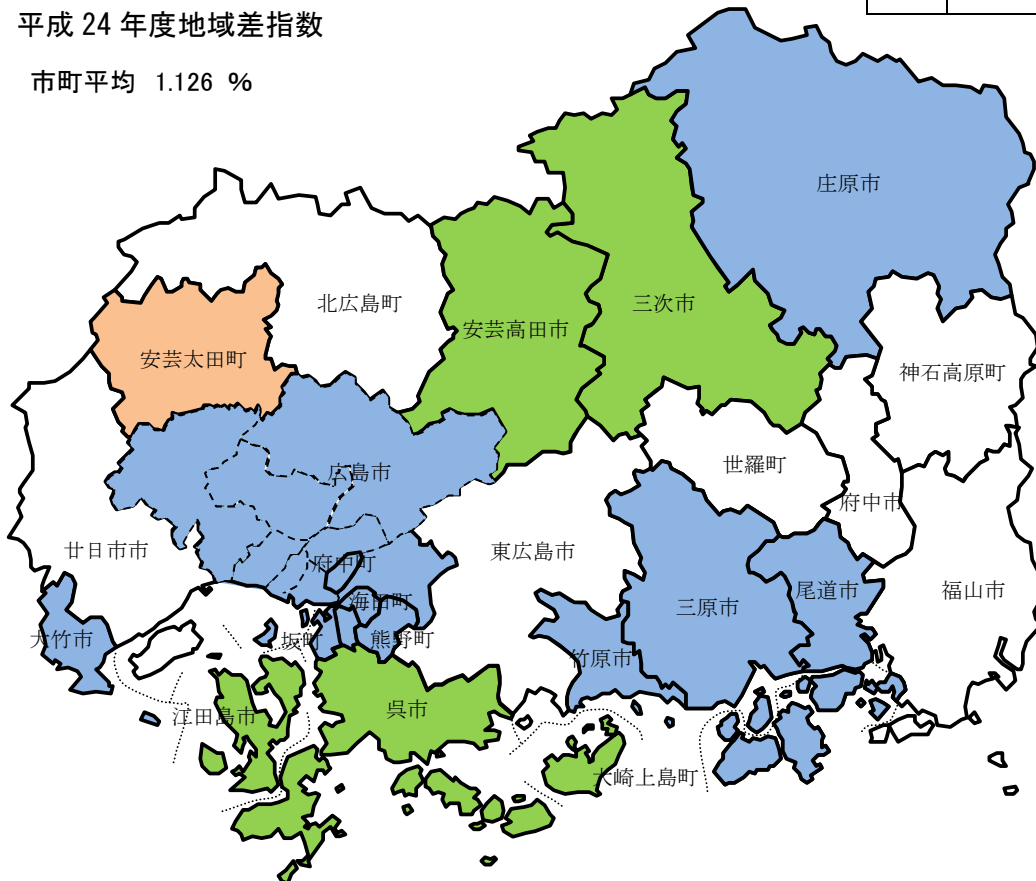 平成 24 年度地域差指数
市町平均 1.126 %
庄原市
北広島町
安芸高田市
三次市
安芸太田町
神石高原町
広島市
世羅町
府中市
廿日市市
府中町
東広島市
海田町
三原市
尾道市
福山市
大竹市
坂町
熊野町
竹原市
江田島市
呉市
大崎上島町